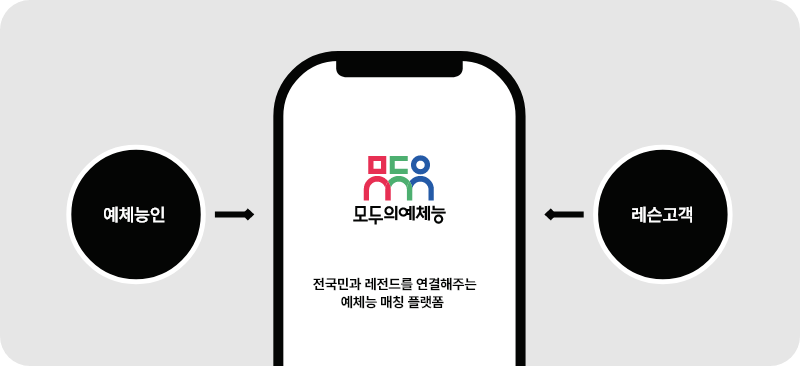 예체능인
모두의예체능
레슨고객
전국민과 레전드를 연결해주는
예체능 매칭 플랫폼